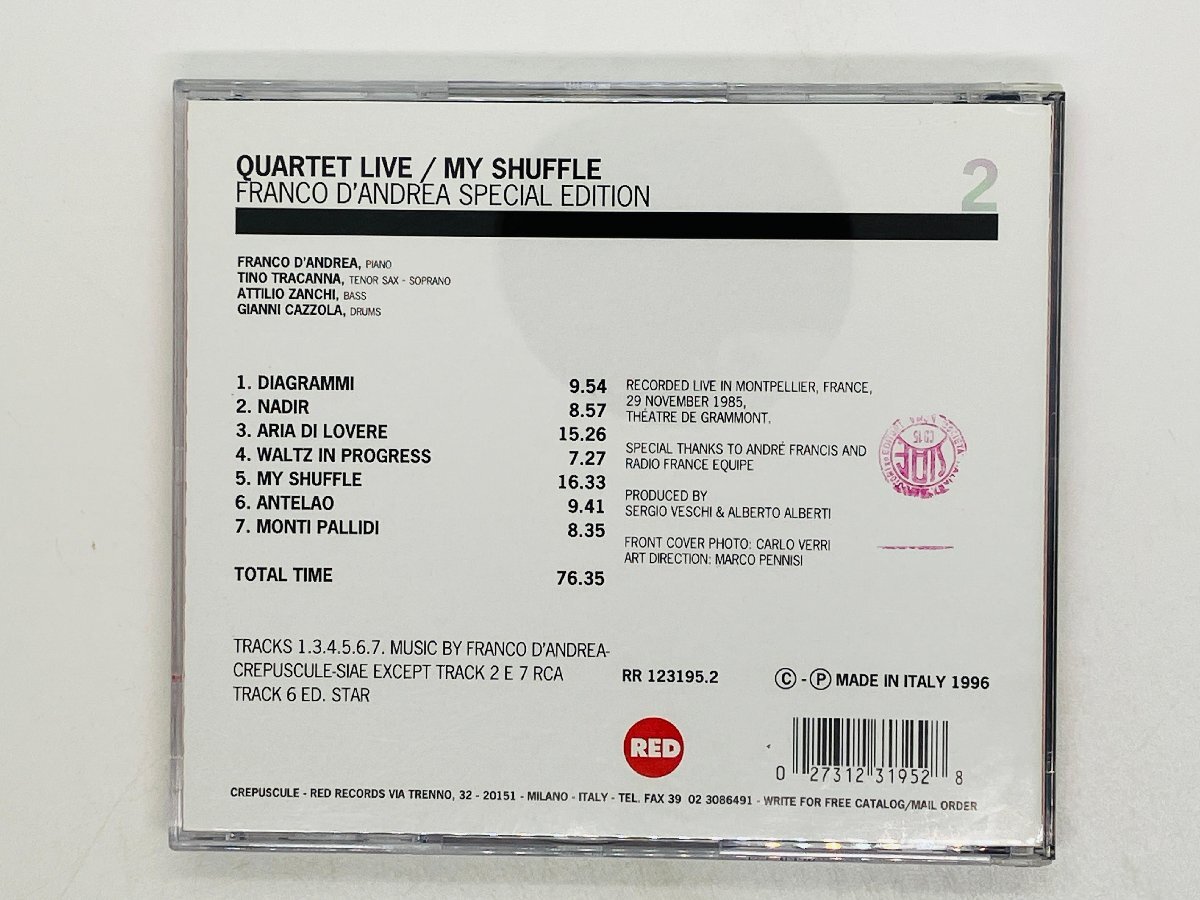 QUARTET LIVE / MY SHUFFLE
FRANCO D'ANDREA SPECIAL EDITION
2
FRANCO D'ANDREA, PIANO
TINO TRACANNA, TENOR SAX - SOPRANO
ATTILIO ZANCHI, BASS
GIANNI CAZZOLA, DRUMS
1. DIAGRAMMI 9.54
2. NADIR 8.57
3. ARIA DI LOVERE 15.26
4. WALTZ IN PROGRESS 7.27
5. MY SHUFFLE 16.33
6. ANTELAO 9.41
7. MONTI PALLIDI 8.35
TOTAL TIME 76.35
RECORDED LIVE IN MONTPELLIER, FRANCE,
29 NOVEMBER 1985,
THÉATRE DE GRAMMONT.
SPECIAL THANKS TO ANDRÉ FRANCIS AND
RADIO FRANCE EQUIPE
PRODUCED BY
SERGIO VESCHI & ALBERTO ALBERTI
FRONT COVER PHOTO: CARLO VERRI
ART DIRECTION: MARCO PENNISI
SIAE
CD 15
TRACKS 1.3.4.5.6.7. MUSIC BY FRANCO D'ANDREA-
CREPUSCULE-SIAE EXCEPT TRACK 2 E 7 RCA
TRACK 6 ED. STAR
RR 123195.2
© - ℗ MADE IN ITALY 1996
RED
0 27312 31952 8
CREPUSCULE - RED RECORDS VIA TRENNO, 32 - 20151 - MILANO - ITALY - TEL. FAX 39 02 3086491 - WRITE FOR FREE CATALOG/MAIL ORDER